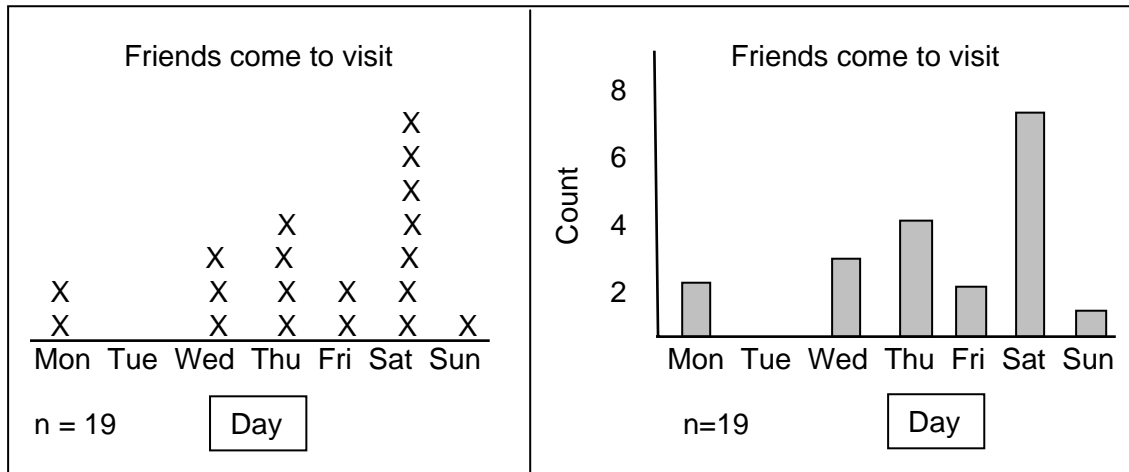 Friends come to visit
X
X
X
X X
X X X
X X X X X
X X X X X X
Mon Tue Wed Thu Fri Sat Sun
n = 19
Day
Friends come to visit
8
6
4
2
Count
Mon Tue Wed Thu Fri Sat Sun
n=19
Day